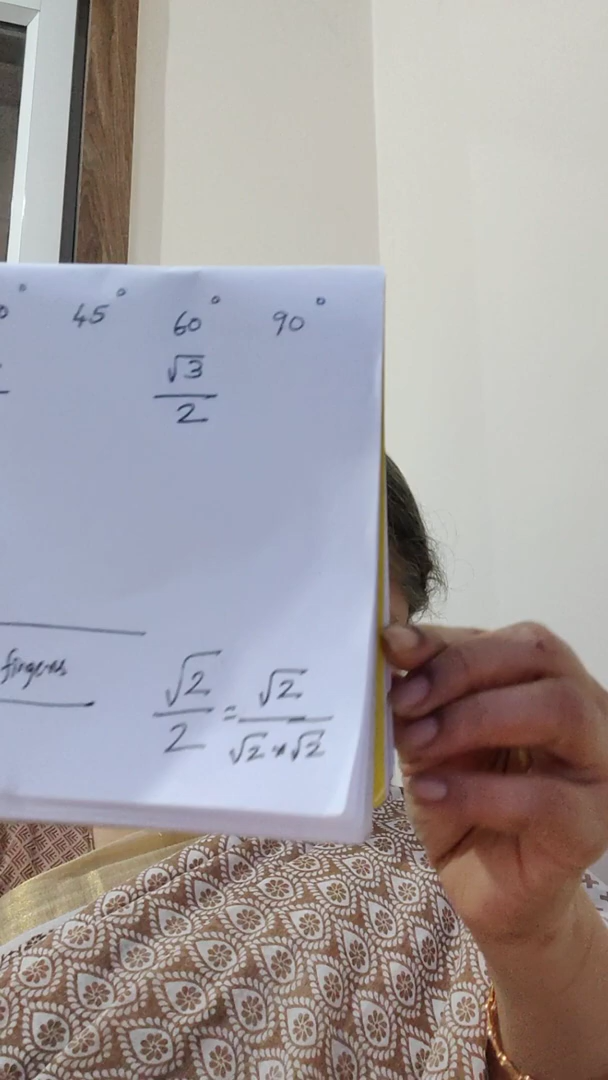 45° 60° 90°
√3/2
fingers
√2/2 = √2/√2×√2